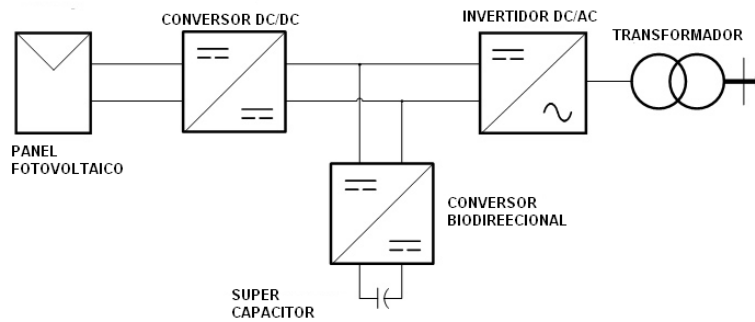 CONVERSOR DC/DC
INVERTIDOR DC/AC
TRANSFORMADOR
PANEL
FOTOVOLTAICO
CONVERSOR
BIODIREECIONAL
SUPER
CAPACITOR